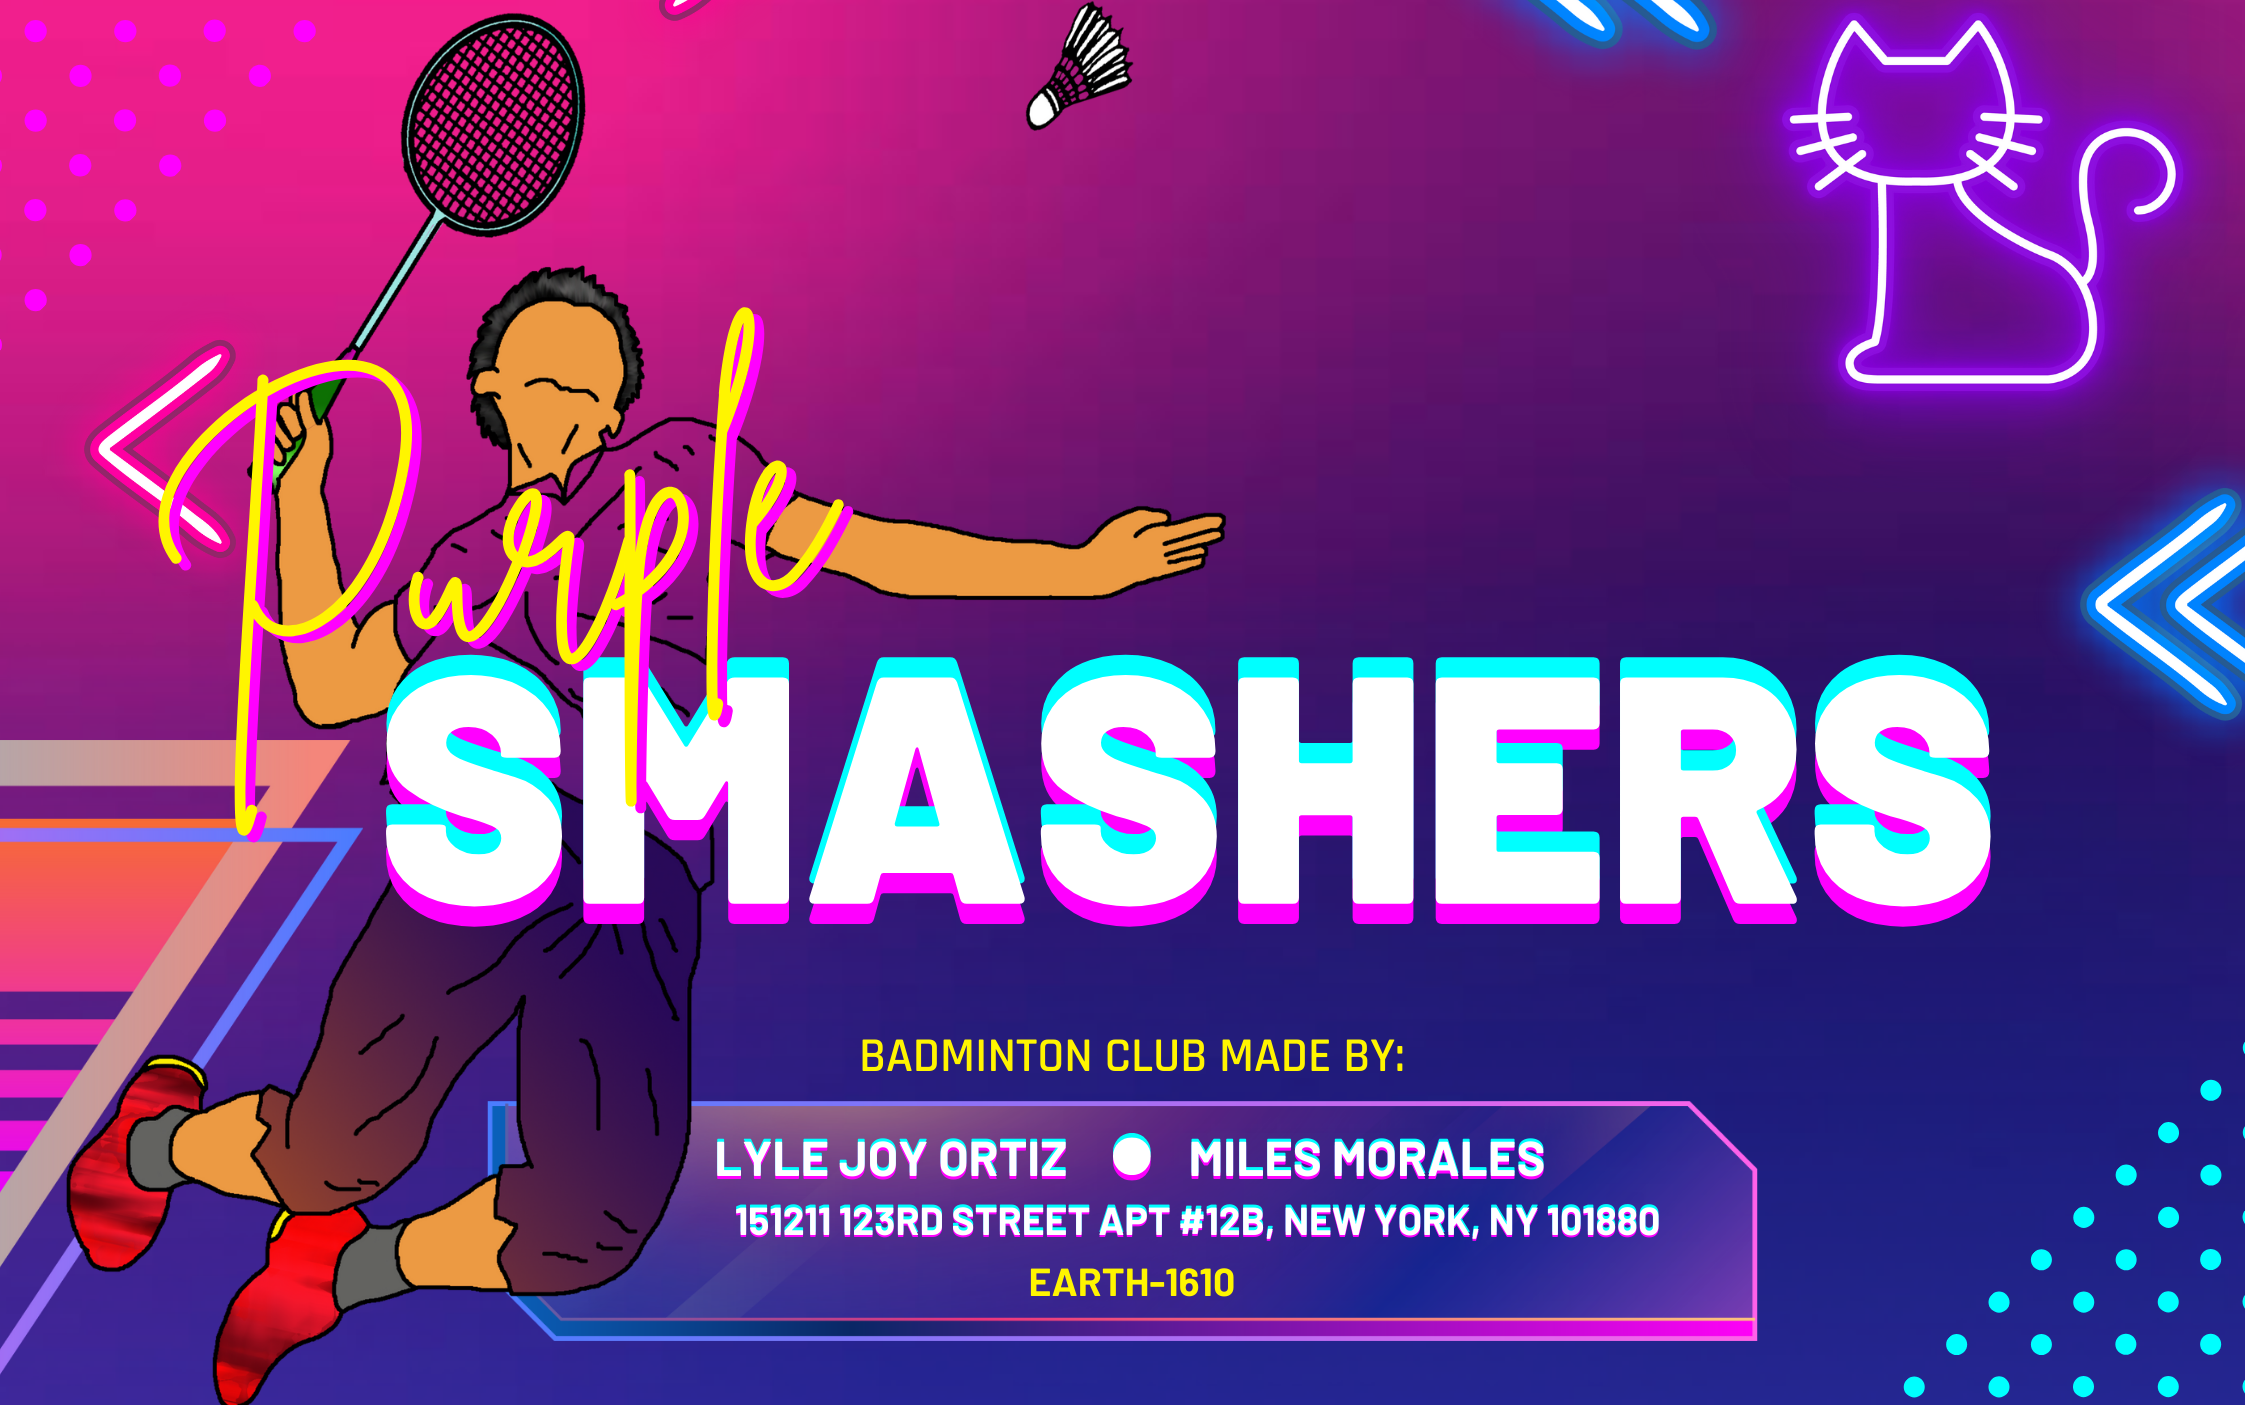 Purple
SMASHERS
BADMINTON CLUB MADE BY:
LYLE JOY ORTIZ ● MILES MORALES
151211 123RD STREET APT #12B, NEW YORK, NY 101880
EARTH-1610